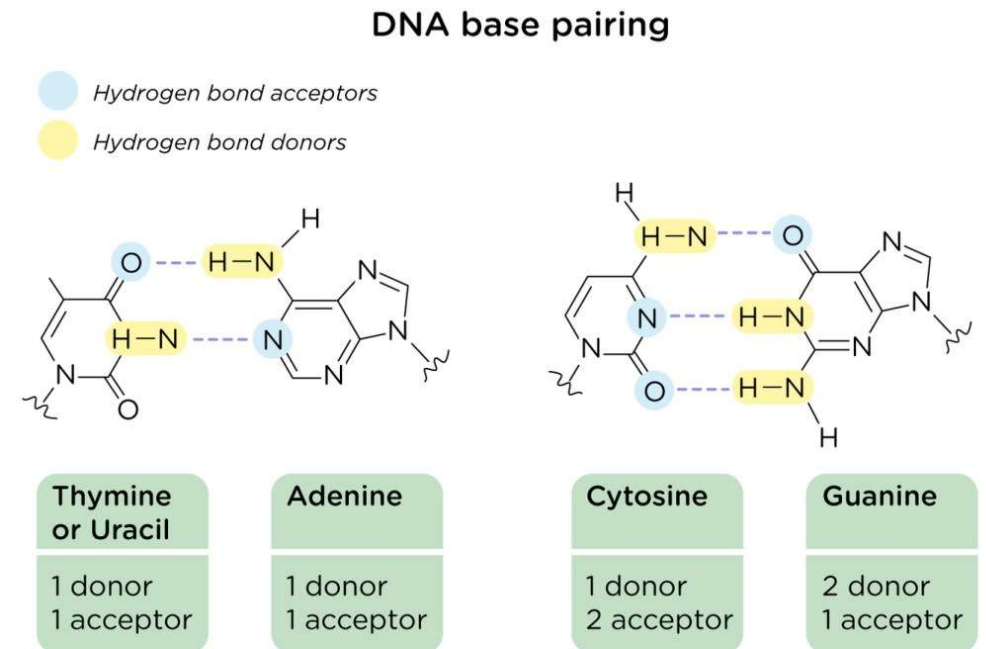 DNA base pairing
Hydrogen bond acceptors
Hydrogen bond donors
H
O
H–N
N
N
H–N
N
N
N
O
N
H
H–N
O
N
N
H–N
N
N
N
O
H–N
H
Thymine
or Uracil
1 donor
1 acceptor
Adenine
1 donor
1 acceptor
Cytosine
1 donor
2 acceptor
Guanine
2 donor
1 acceptor